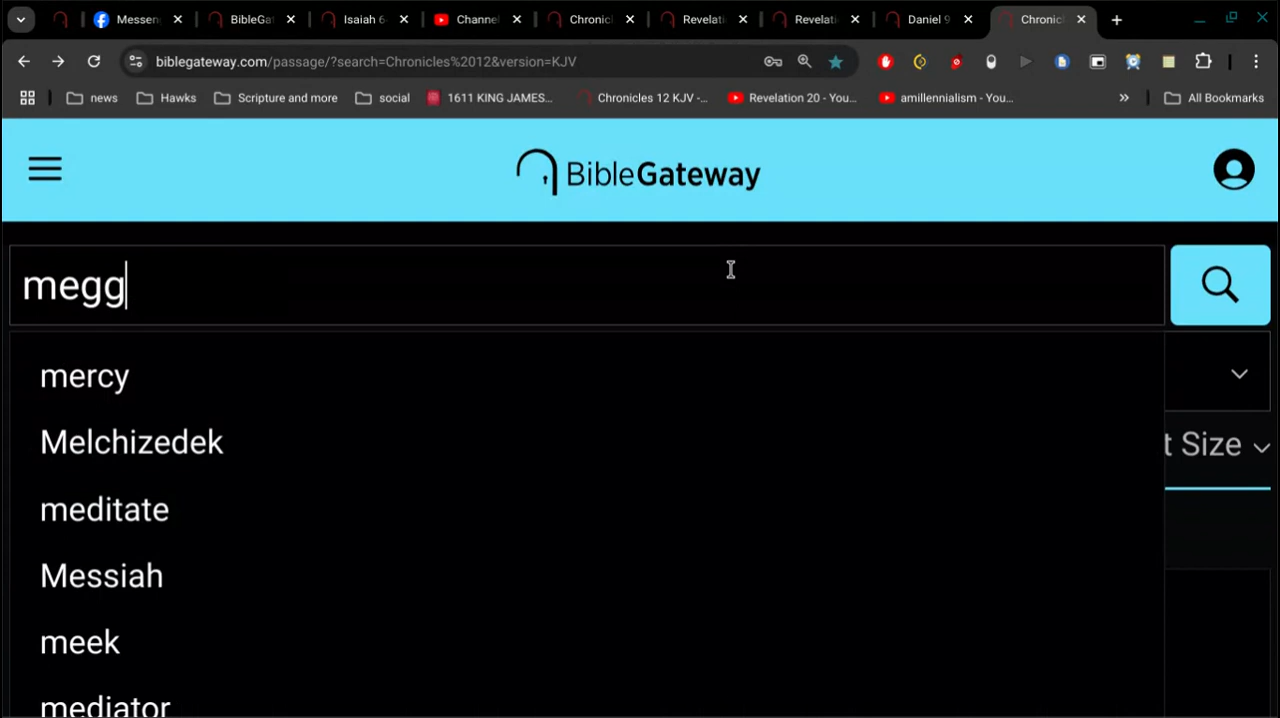 Messen BibleGat Isaiah 6 Channel Chronicl Revelati Revelati Daniel 9 Chronicl
biblegateway.com/passage/?search=Chronicles%2012&version=KJV
news Hawks Scripture and more social 1611 KING JAMES... Chronicles 12 KJV -... Revelation 20 - You... amillennialism - You... » All Bookmarks
BibleGateway
megg
mercy
Melchizedek
t Size
meditate
Messiah
meek
mediator